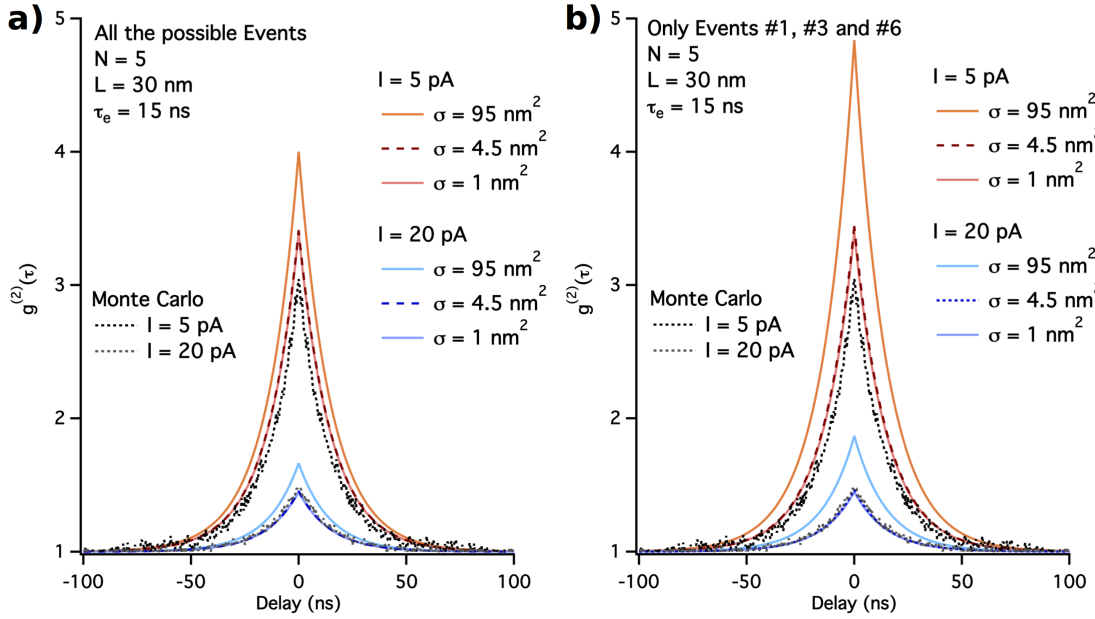 a)
All the possible Events
N = 5
L = 30 nm
τe = 15 ns
I = 5 pA
σ = 95 nm2
σ = 4.5 nm2
σ = 1 nm2
I = 20 pA
σ = 95 nm2
σ = 4.5 nm2
σ = 1 nm2
Monte Carlo
I = 5 pA
I = 20 pA
g(2)(τ)
5
4
3
2
1
-100
-50
0
50
100
Delay (ns)
b)
Only Events #1, #3 and #6
N = 5
L = 30 nm
τe = 15 ns
I = 5 pA
σ = 95 nm2
σ = 4.5 nm2
σ = 1 nm2
I = 20 pA
σ = 95 nm2
σ = 4.5 nm2
σ = 1 nm2
Monte Carlo
I = 5 pA
I = 20 pA
g(2)(τ)
5
4
3
2
1
-100
-50
0
50
100
Delay (ns)